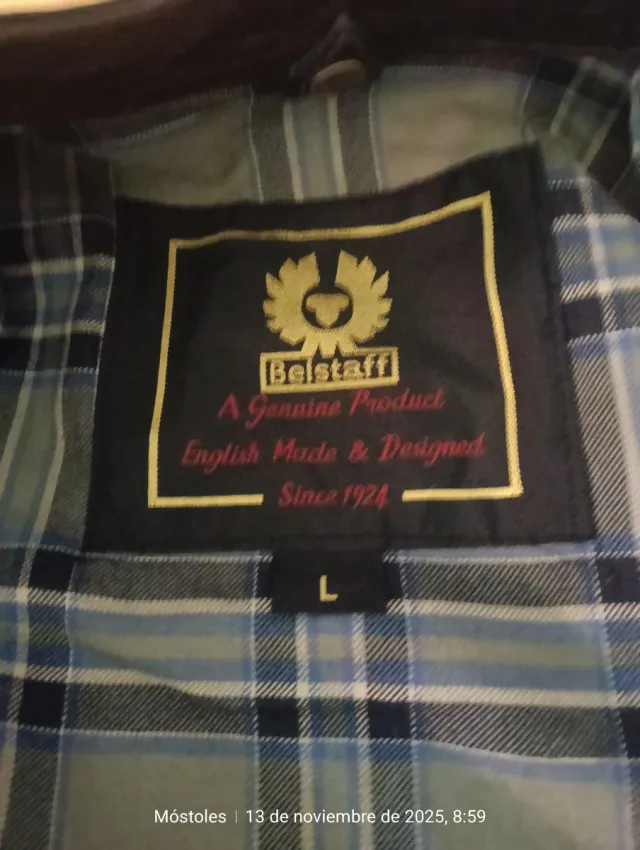 Belstaff
A Genuine Product
English Made & Designed
Since 1924
L
Móstoles | 13 de noviembre de 2025, 8:59